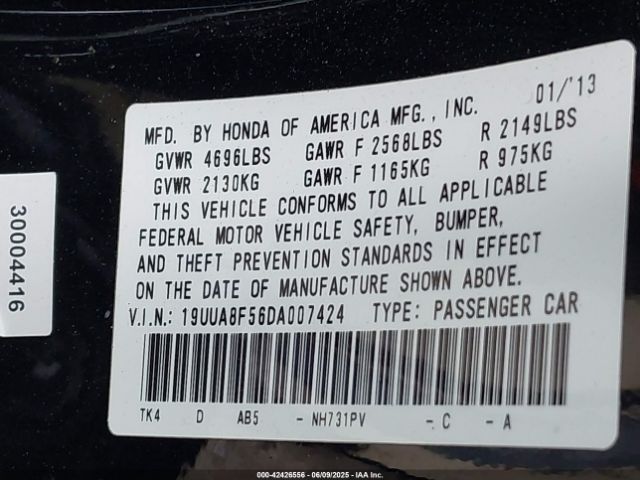 01/'13
MFD. BY HONDA OF AMERICA MFG., INC.
GVWR 4696LBS GAWR F 2568LBS R 2149LBS
GVWR 2130KG GAWR F 1165KG R 975KG
THIS VEHICLE CONFORMS TO ALL APPLICABLE
FEDERAL MOTOR VEHICLE SAFETY, BUMPER,
AND THEFT PREVENTION STANDARDS IN EFFECT
ON THE DATE OF MANUFACTURE SHOWN ABOVE.
V.I.N.: 19UUA8F56DA007424 TYPE: PASSENGER CAR
TK4 D AB5 - NH731PV - C - A
30004416
000-42426556 | 06/09/2025 | IAAI, Inc.